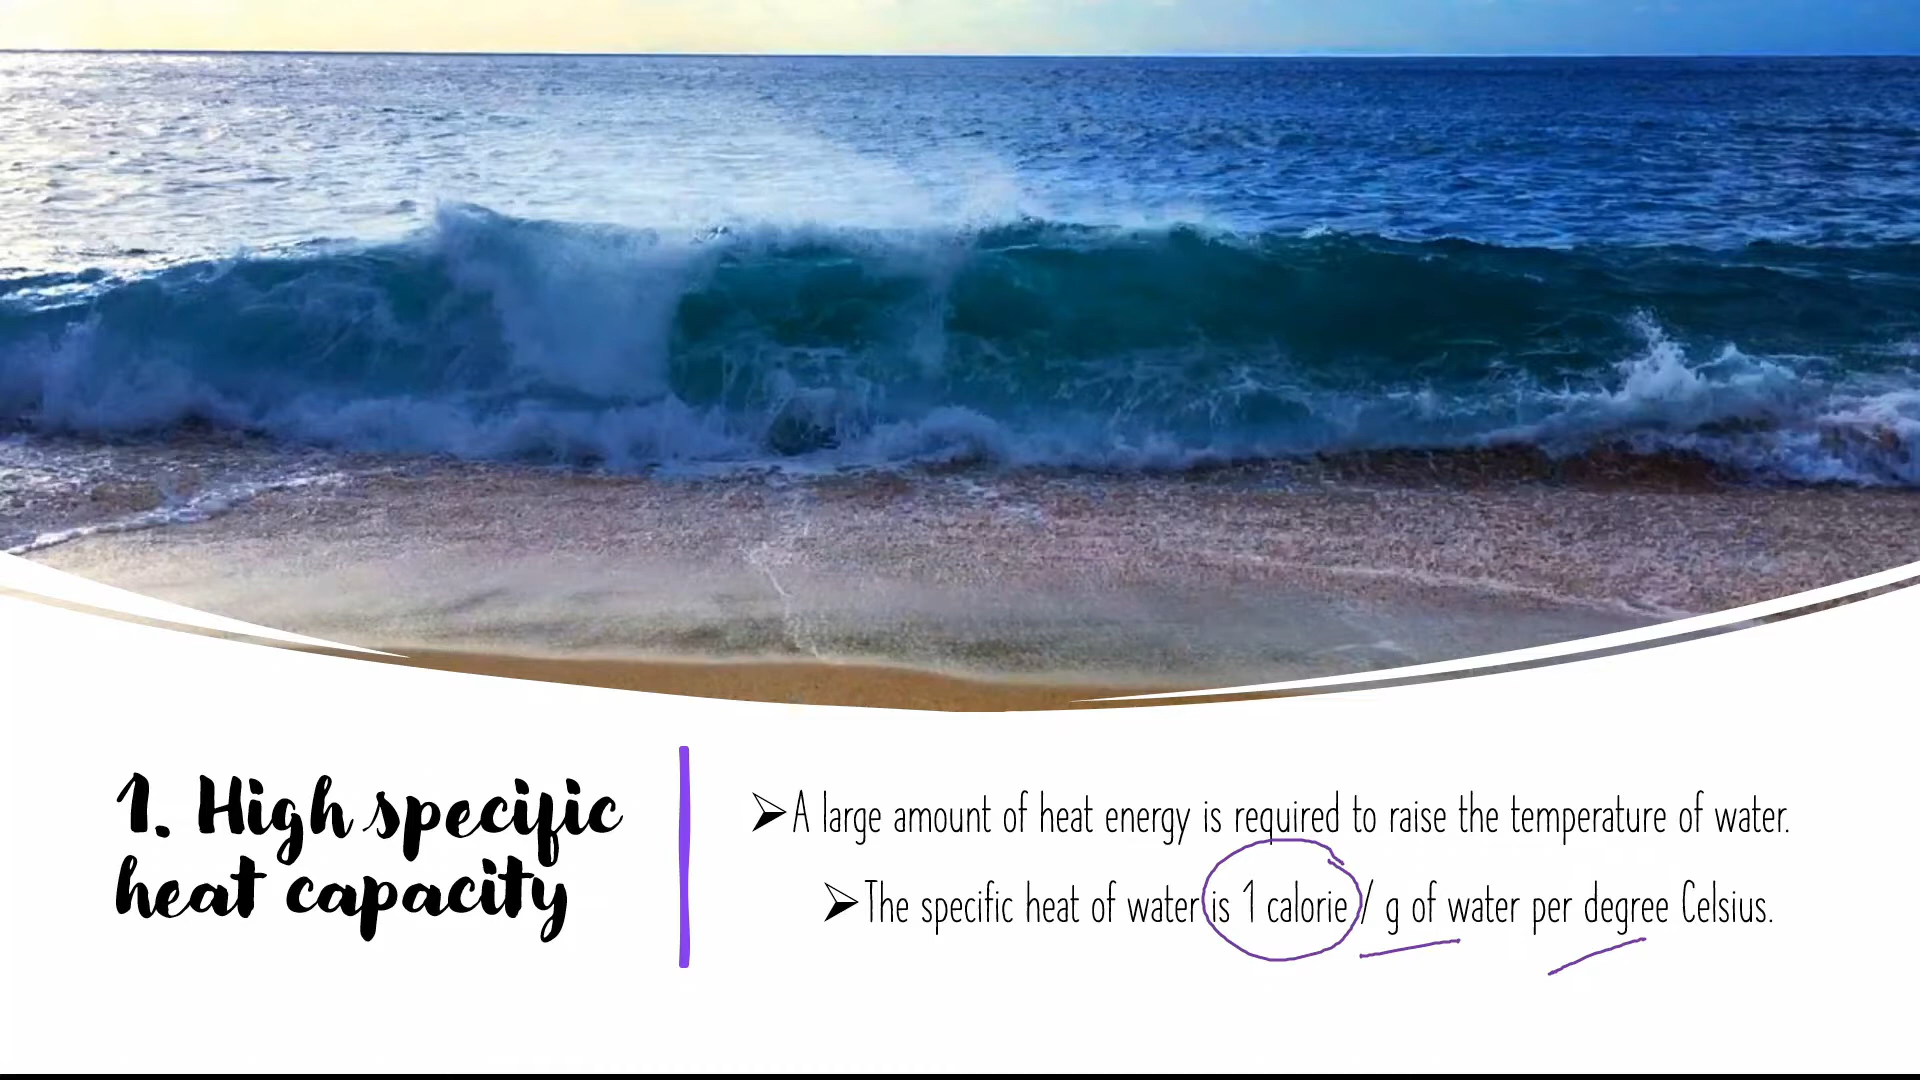 1. High specific
heat capacity
➢A large amount of heat energy is required to raise the temperature of water.
➢The specific heat of water is 1 calorie / g of water per degree Celsius.